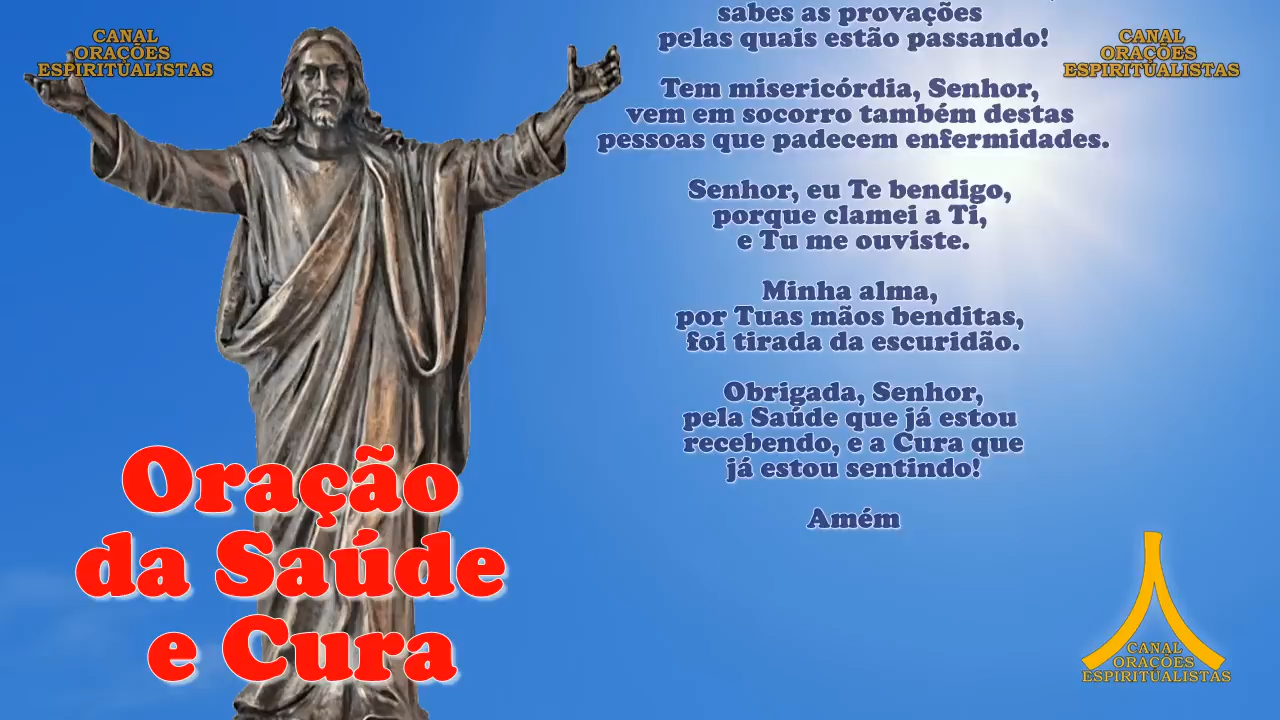 CANAL
ORAÇÕES
ESPIRITUALISTAS
sabes as provações
pelas quais estão passando!
Tem misericórdia, Senhor,
vem em socorro também destas
pessoas que padecem enfermidades.
Senhor, eu Te bendigo,
porque clamei a Ti,
e Tu me ouviste.
Minha alma,
por Tuas mãos benditas,
foi tirada da escuridão.
Obrigada, Senhor,
pela Saúde que já estou
recebendo, e a Cura que
já estou sentindo!
Amém
CANAL
ORAÇÕES
ESPIRITUALISTAS
Oração
da Saúde
e Cura
CANAL
ORAÇÕES
ESPIRITUALISTAS